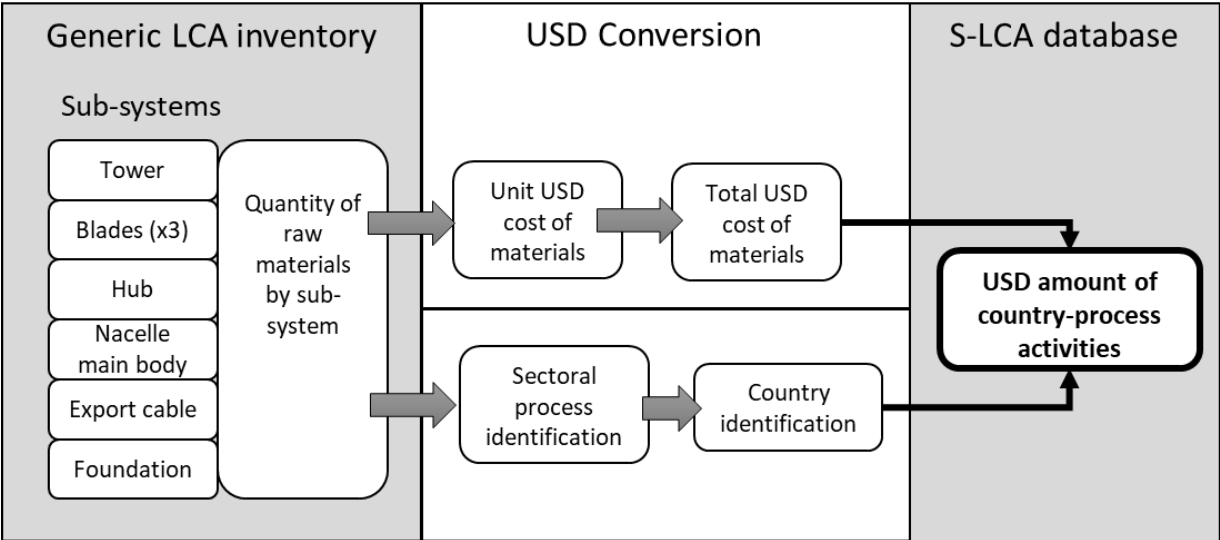 Generic LCA inventory
USD Conversion
S-LCA database
Sub-systems
Tower
Blades (x3)
Hub
Nacelle
main body
Export cable
Foundation
Quantity of
raw
materials
by sub-
system
Unit USD
cost of
materials
Total USD
cost of
materials
Sectoral
process
identification
Country
identification
USD amount of
country-process
activities